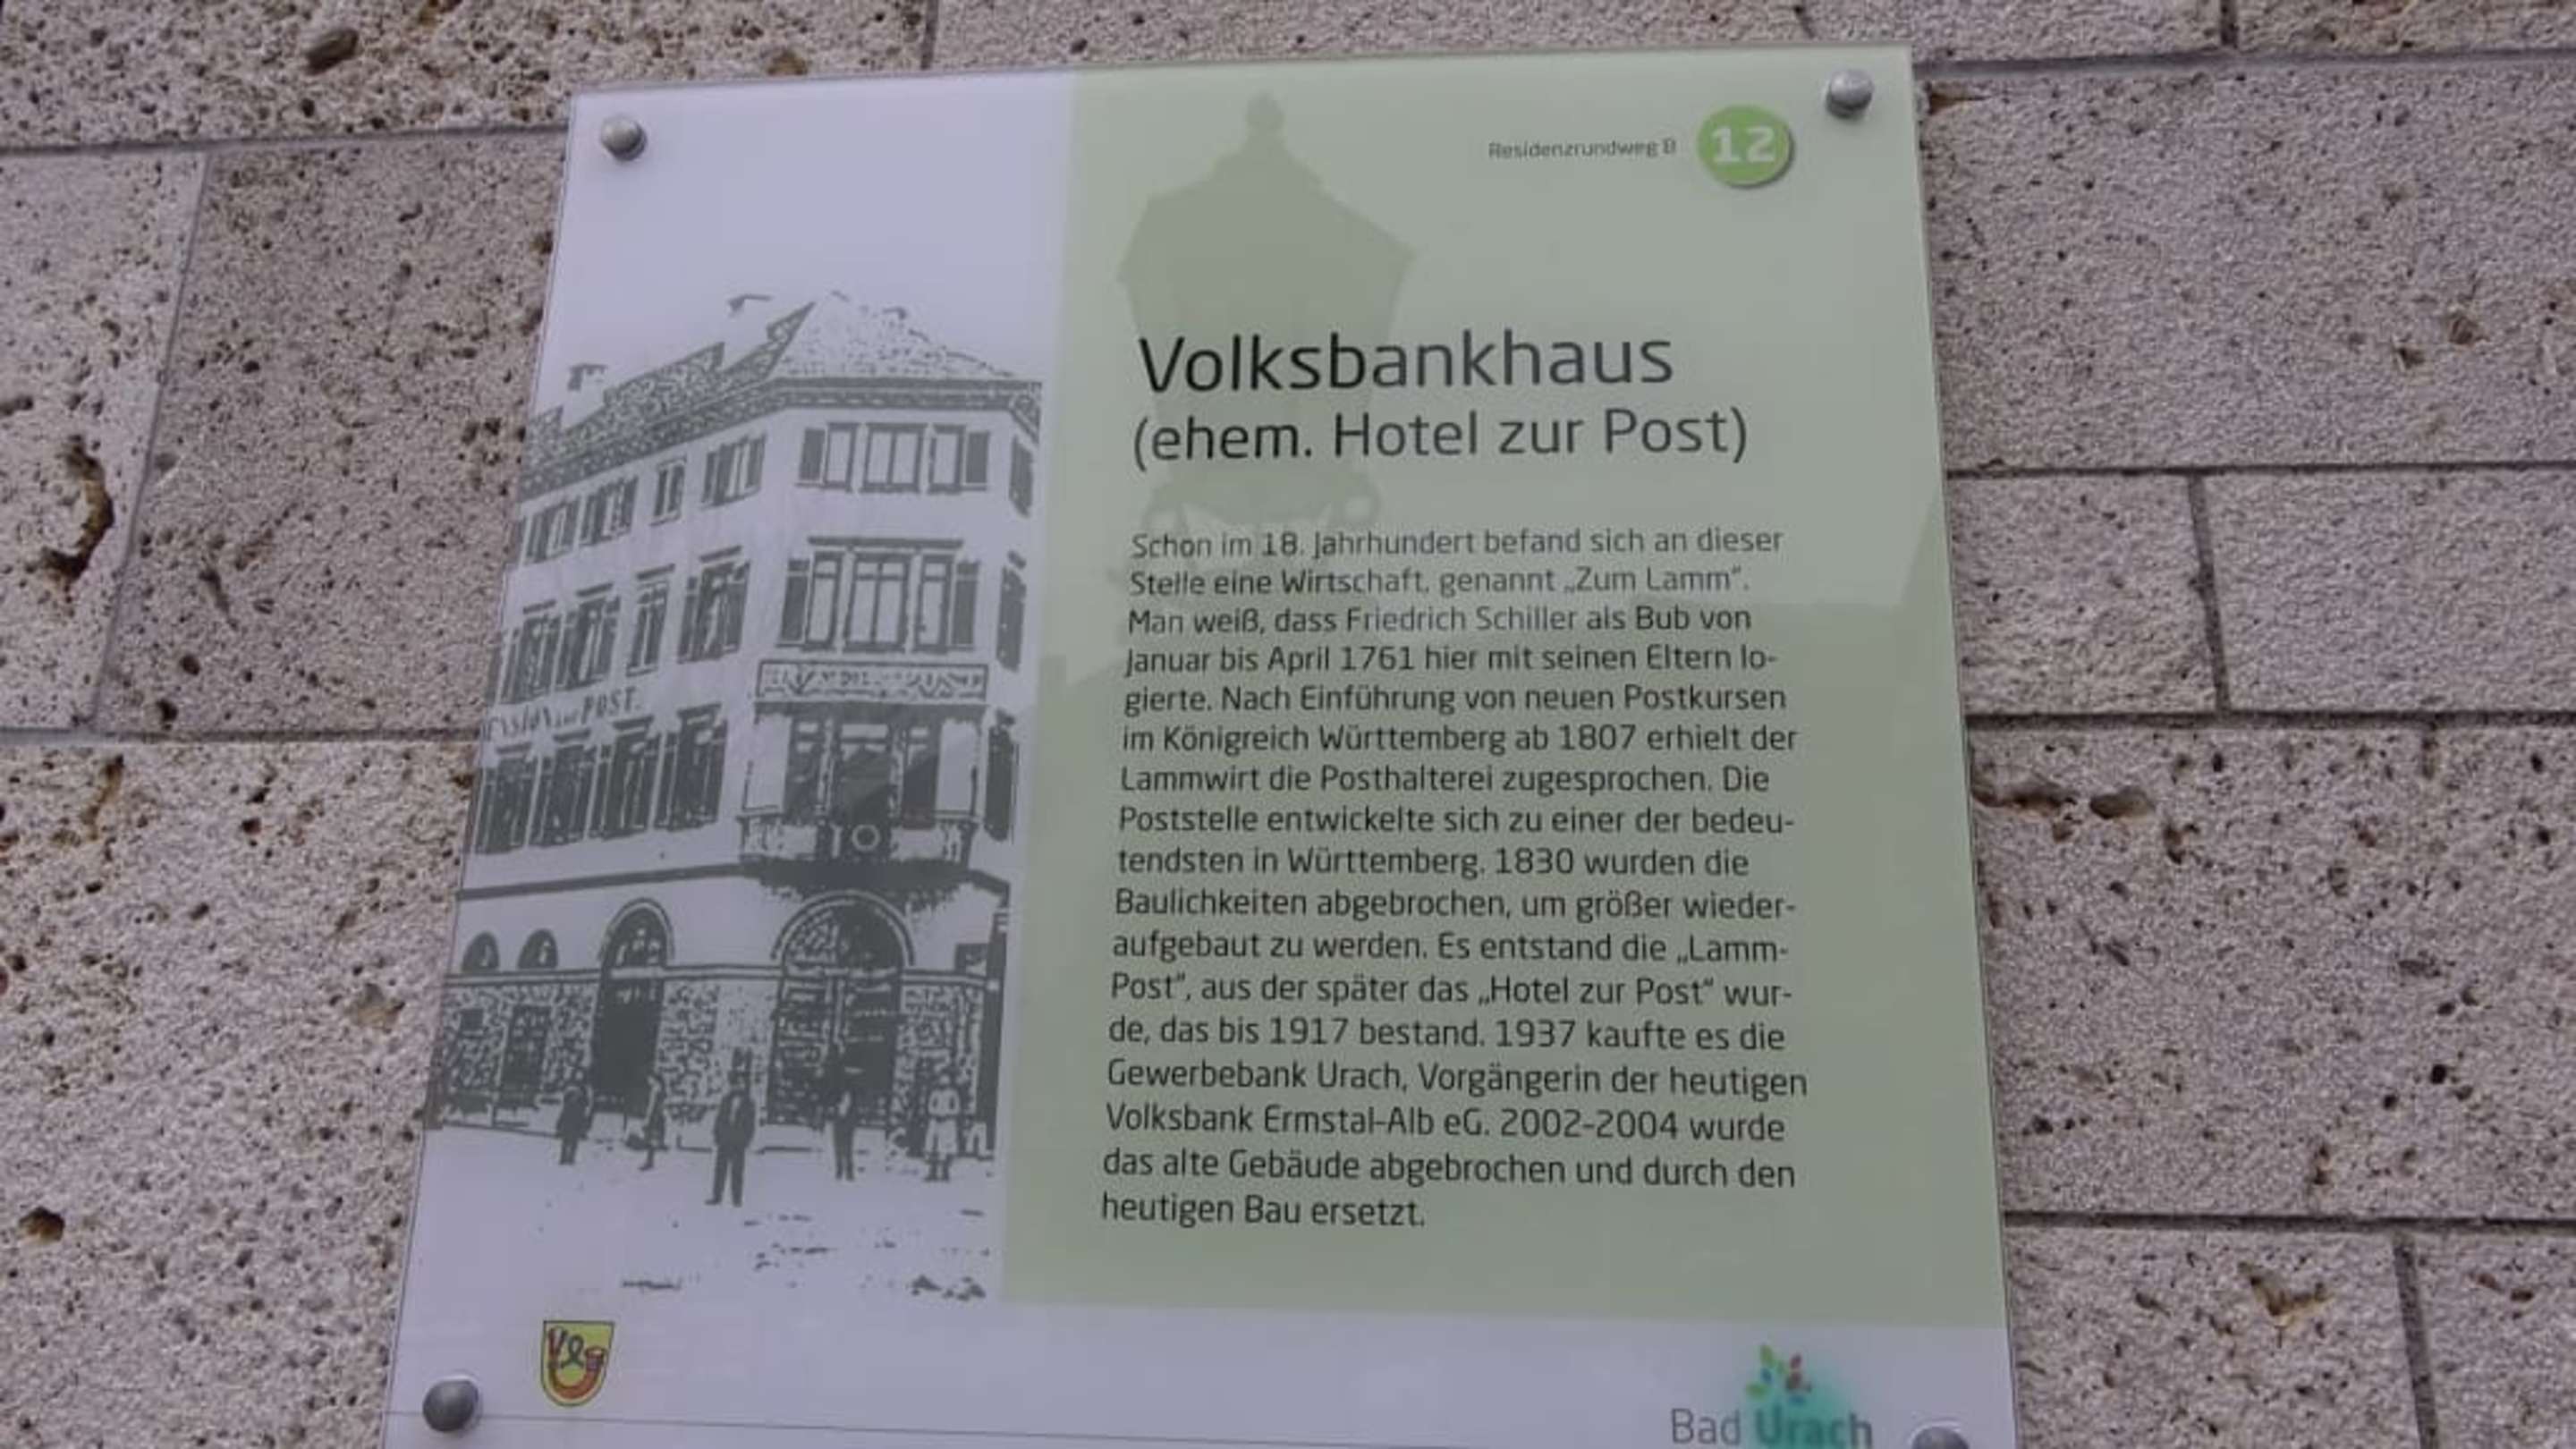 Residenzrundweg B 12
Volksbankhaus
(ehem. Hotel zur Post)
Schon im 18. Jahrhundert befand sich an dieser
Stelle eine Wirtschaft, genannt „Zum Lamm“.
Man weiß, dass Friedrich Schiller als Bub von
Januar bis April 1761 hier mit seinen Eltern lo-
gierte. Nach Einführung von neuen Postkursen
im Königreich Württemberg ab 1807 erhielt der
Lammwirt die Posthalterei zugesprochen. Die
Poststelle entwickelte sich zu einer der bedeu-
tendsten in Württemberg. 1830 wurden die
Baulichkeiten abgebrochen, um größer wieder-
aufgebaut zu werden. Es entstand die „Lamm-
Post“, aus der später das „Hotel zur Post“ wur-
de, das bis 1917 bestand. 1937 kaufte es die
Gewerbebank Urach, Vorgängerin der heutigen
Volksbank Ermstal-Alb eG. 2002-2004 wurde
das alte Gebäude abgebrochen und durch den
heutigen Bau ersetzt.
POST.
Bad Urach